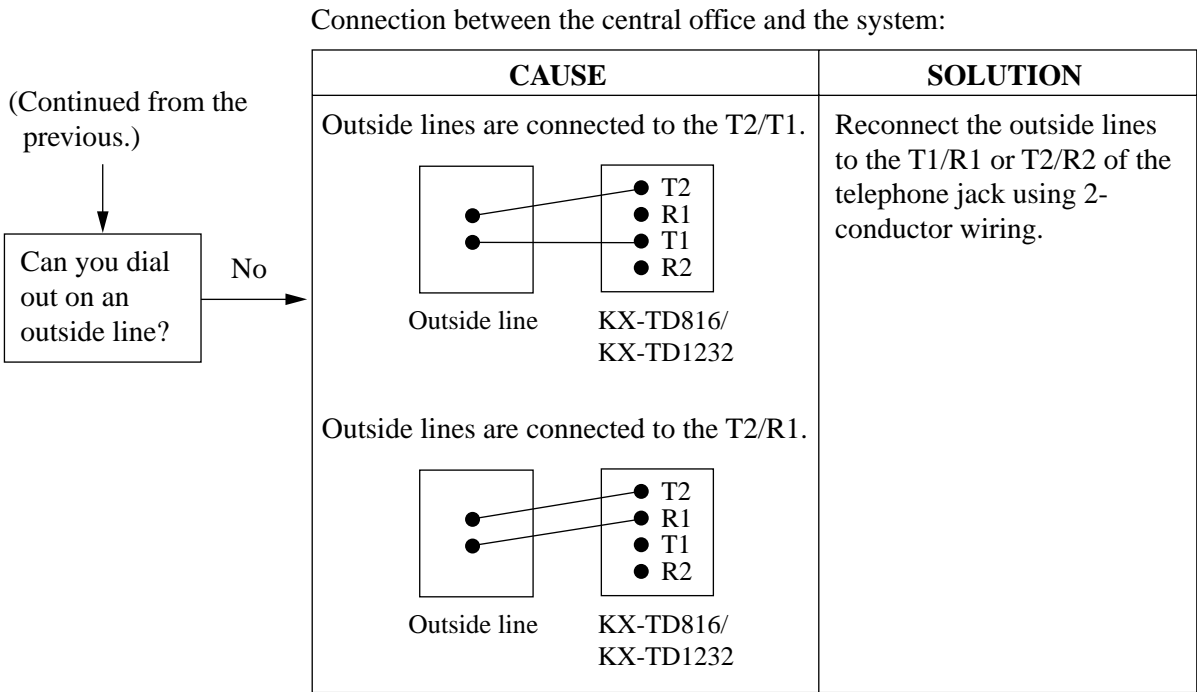 Connection between the central office and the system:
(Continued from the
previous.)
Can you dial
out on an
outside line?
No
CAUSE
SOLUTION
Outside lines are connected to the T2/T1.
T2
R1
T1
R2
Outside line
KX-TD816/
KX-TD1232
Outside lines are connected to the T2/R1.
T2
R1
T1
R2
Outside line
KX-TD816/
KX-TD1232
Reconnect the outside lines
to the T1/R1 or T2/R2 of the
telephone jack using 2-
conductor wiring.